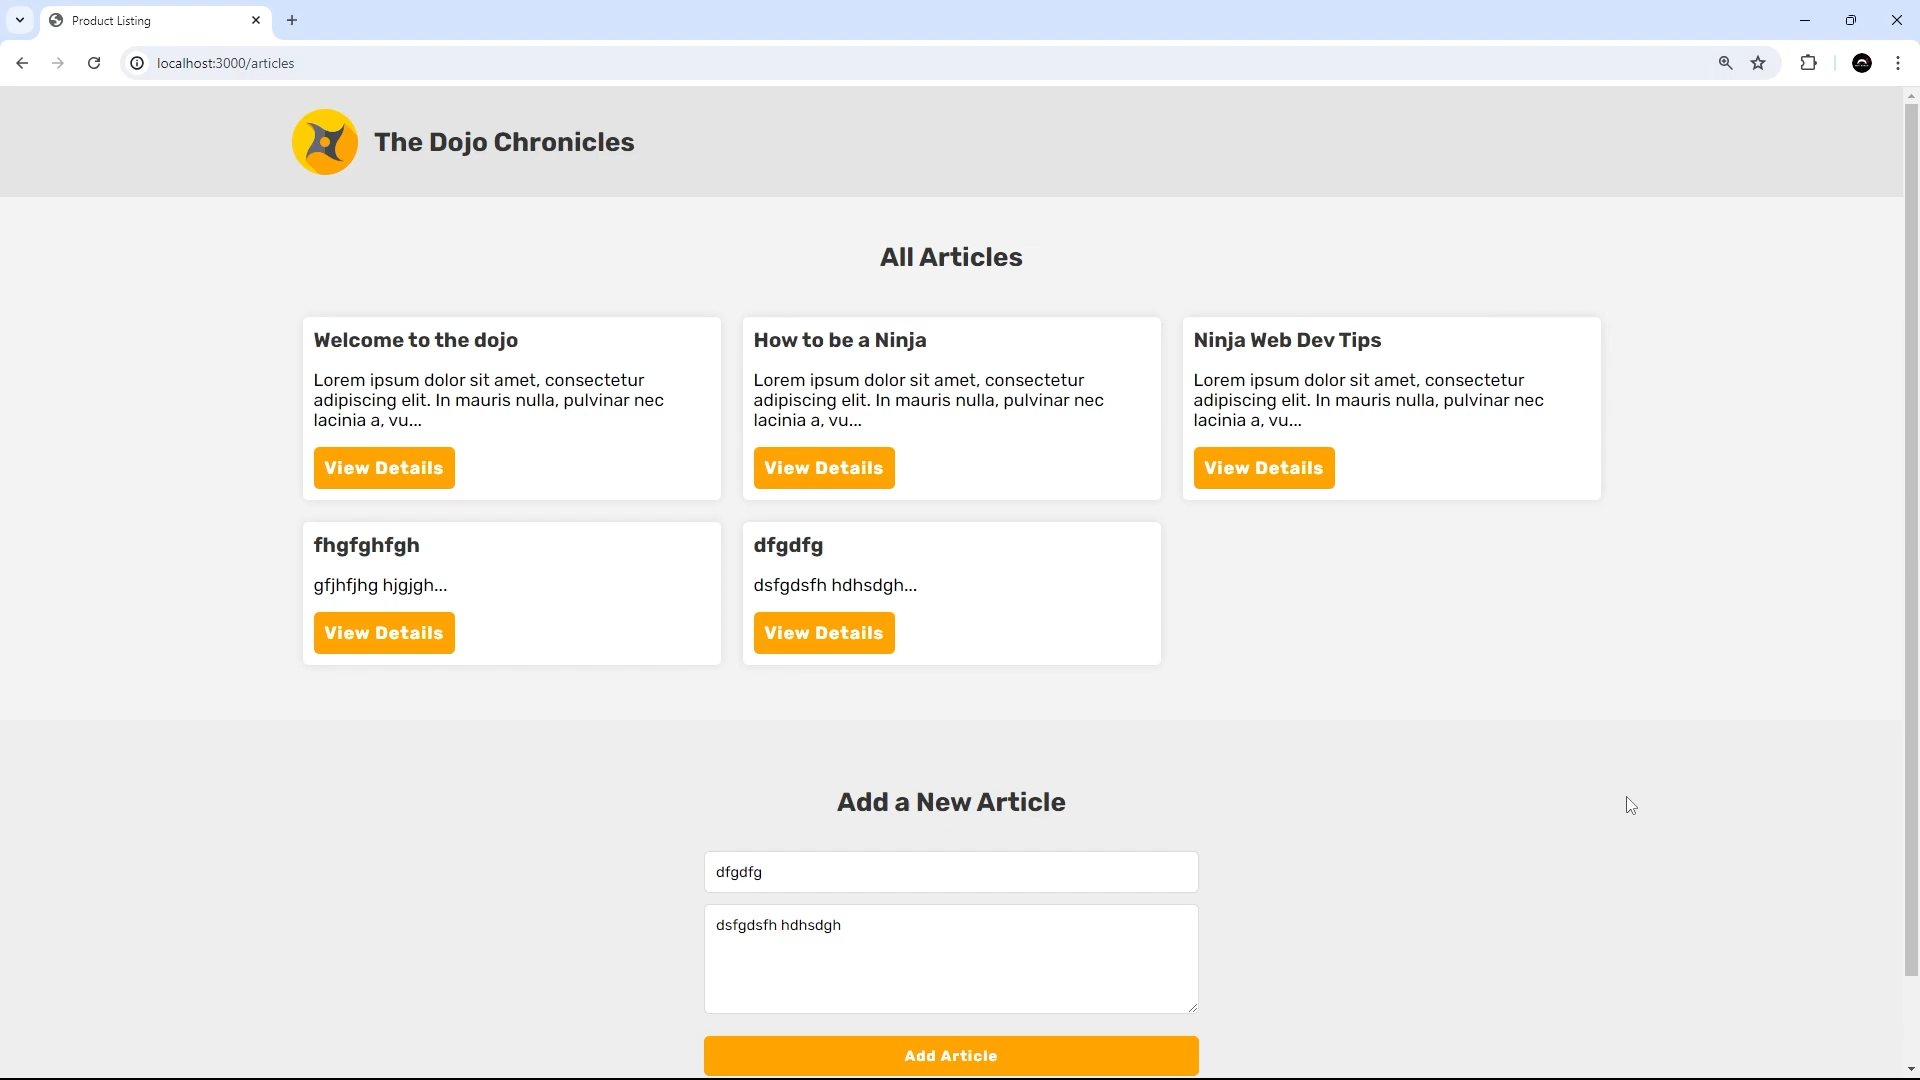 Product Listing
localhost:3000/articles
The Dojo Chronicles
All Articles
Welcome to the dojo
Lorem ipsum dolor sit amet, consectetur
adipiscing elit. In mauris nulla, pulvinar nec
lacinia a, vu...
View Details
How to be a Ninja
Lorem ipsum dolor sit amet, consectetur
adipiscing elit. In mauris nulla, pulvinar nec
lacinia a, vu...
View Details
Ninja Web Dev Tips
Lorem ipsum dolor sit amet, consectetur
adipiscing elit. In mauris nulla, pulvinar nec
lacinia a, vu...
View Details
fhgfghfgh
gfjhfjhg hjgjgh...
View Details
dfgdfg
dsfgdsfh hdhsdgh...
View Details
Add a New Article
dfgdfg
dsfgdsfh hdhsdgh
Add Article